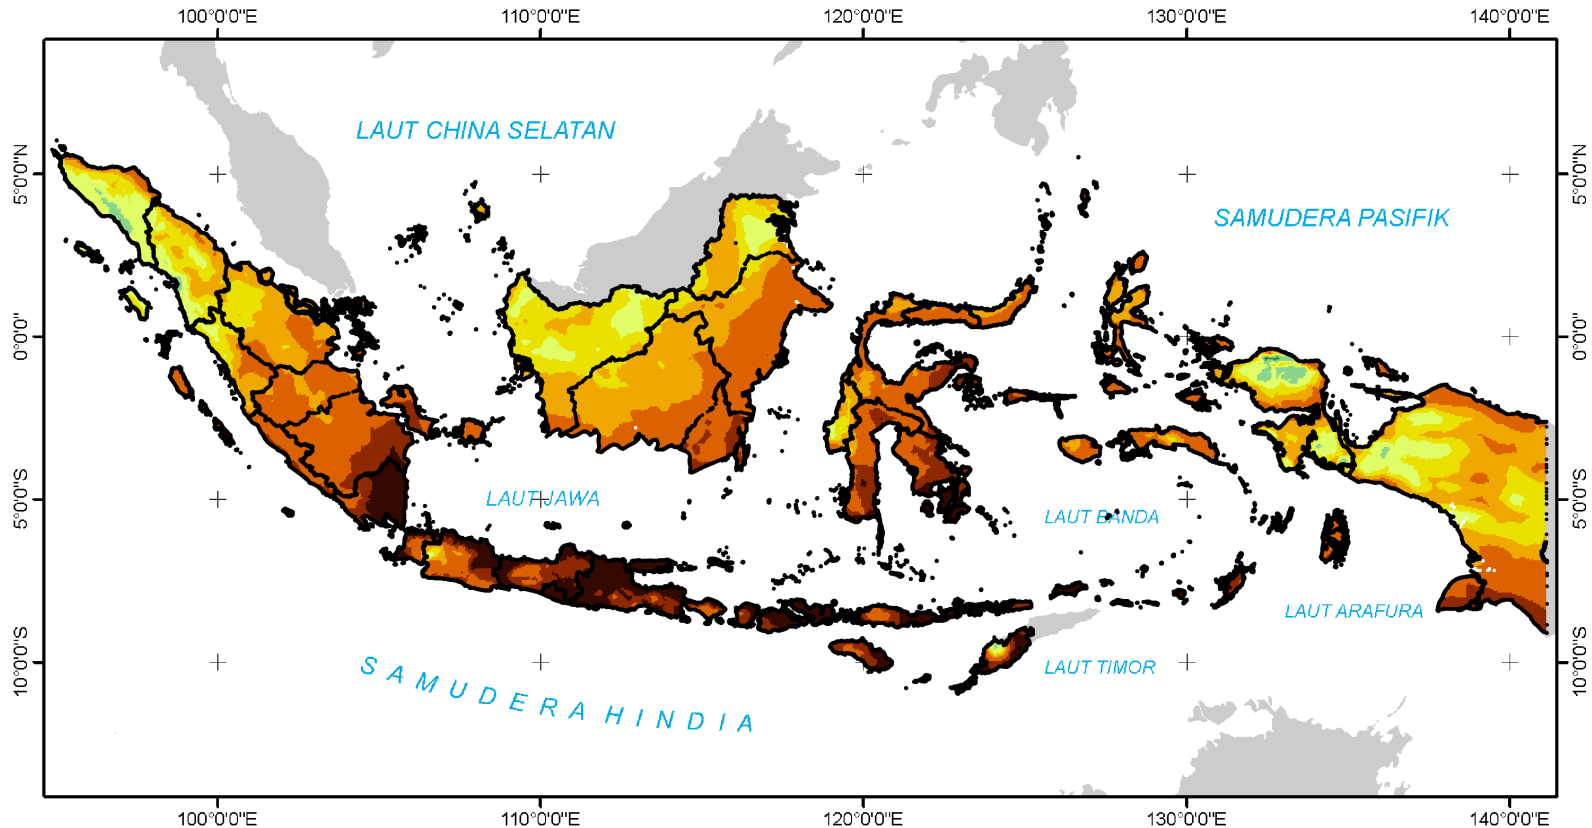 100°0'0"E 110°0'0"E 120°0'0"E 130°0'0"E 140°0'0"E
LAUT CHINA SELATAN
5°0'0"N 5°0'0"N
SAMUDERA PASIFIK
0°0'0" 0°0'0"
5°0'0"S 5°0'0"S
LAUT JAWA
LAUT BANDA
LAUT ARAFURA
10°0'0"S 10°0'0"S
LAUT TIMOR
SAMUDERA HINDIA
100°0'0"E 110°0'0"E 120°0'0"E 130°0'0"E 140°0'0"E